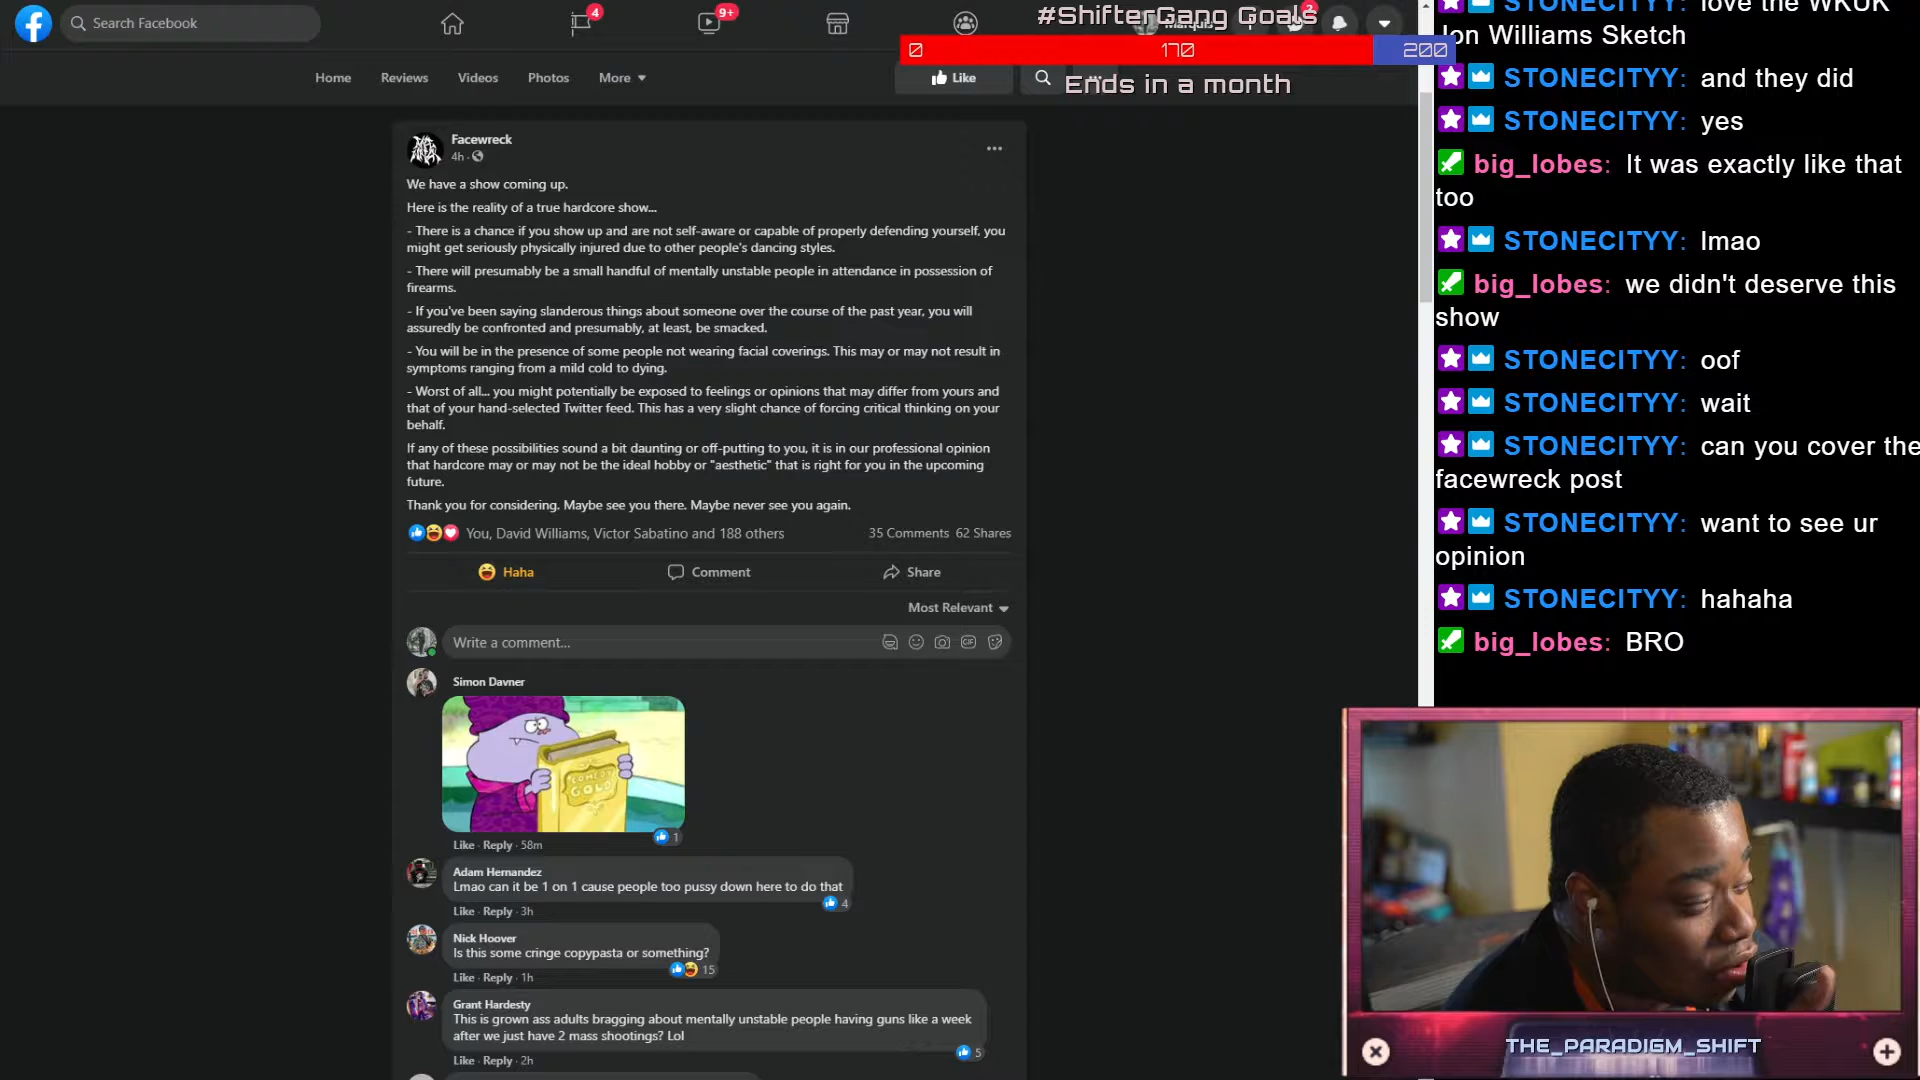 Search Facebook
4
9+
2
#ShifterGang Goals
0
170
200
Ends in a month
Home
Reviews
Videos
Photos
More
Like
Facewreck
4h ·
We have a show coming up.
Here is the reality of a true hardcore show...
- There is a chance if you show up and are not self-aware or capable of properly defending yourself, you
might get seriously physically injured due to other people's dancing styles.
- There will presumably be a small handful of mentally unstable people in attendance in possession of
firearms.
- If you've been saying slanderous things about someone over the course of the past year, you will
assuredly be confronted and presumably, at least, be smacked.
- You will be in the presence of some people not wearing facial coverings. This may or may not result in
symptoms ranging from a mild cold to dying.
- Worst of all... you might potentially be exposed to feelings or opinions that may differ from yours and
that of your hand-selected Twitter feed. This has a very slight chance of forcing critical thinking on your
behalf.
If any of these possibilities sound a bit daunting or off-putting to you, it is in our professional opinion
that hardcore may or may not be the ideal hobby or "aesthetic" that is right for you in the upcoming
future.
Thank you for considering. Maybe see you there. Maybe never see you again.
You, David Williams, Victor Sabatino and 188 others
35 Comments 62 Shares
Haha
Comment
Share
Most Relevant
Write a comment...
GIF
Simon Davner
COMEDY
GOLD
1
Like · Reply · 58m
Adam Hernandez
Lmao can it be 1 on 1 cause people too pussy down here to do that
4
Like · Reply · 3h
Nick Hoover
Is this some cringe copypasta or something?
15
Like · Reply · 1h
Grant Hardesty
This is grown ass adults bragging about mentally unstable people having guns like a week
after we just have 2 mass shootings? Lol
5
Like · Reply · 2h
STONECITYY: love the WKUK
Jon Williams Sketch
STONECITYY: and they did
STONECITYY: yes
big_lobes: It was exactly like that
too
STONECITYY: lmao
big_lobes: we didn't deserve this
show
STONECITYY: oof
STONECITYY: wait
STONECITYY: can you cover the
facewreck post
STONECITYY: want to see ur
opinion
STONECITYY: hahaha
big_lobes: BRO
THE_PARADIGM_SHIFT